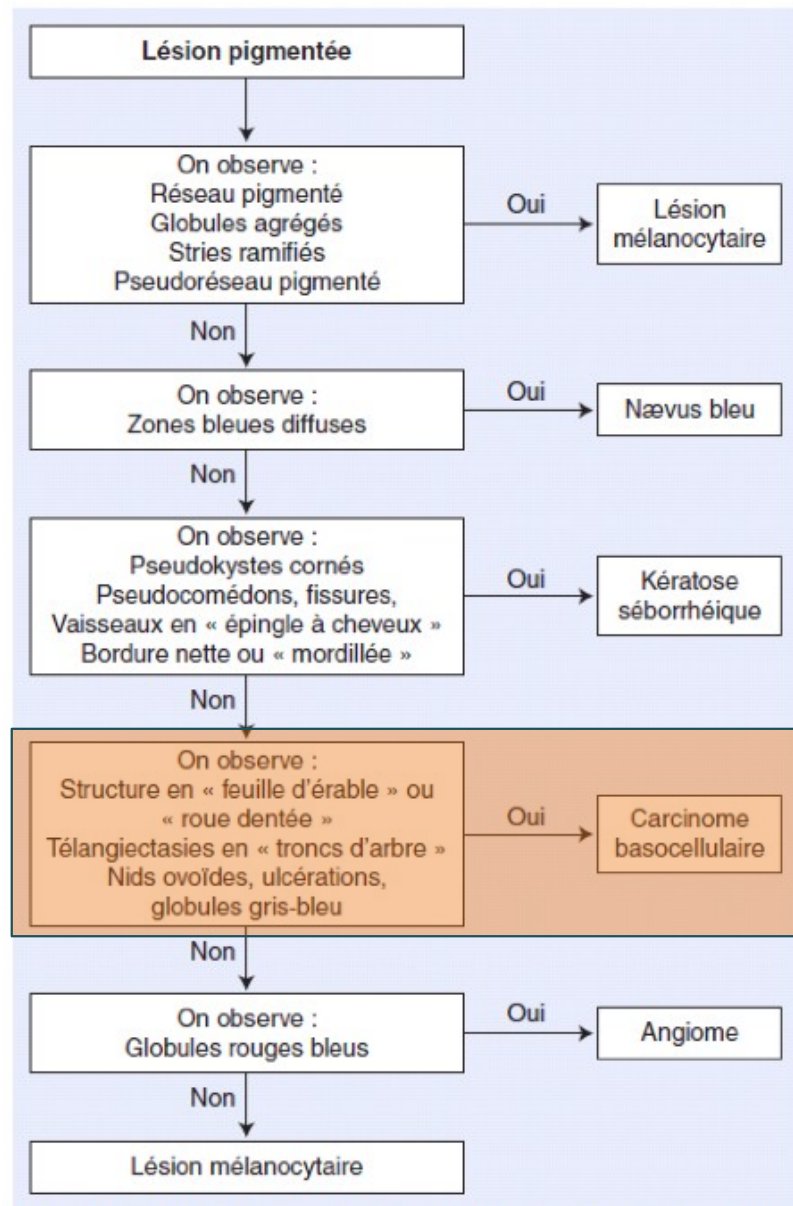 Lésion pigmentée
On observe :
Réseau pigmenté
Globules agrégés
Stries ramifiés
Pseudoréseau pigmenté
Oui
Lésion
mélanocytaire
Non
On observe :
Zones bleues diffuses
Oui
Nævus bleu
Non
On observe :
Pseudokystes cornés
Pseudocomédons, fissures,
Vaisseaux en « épingle à cheveux »
Bordure nette ou « mordillée »
Oui
Kératose
séborrhéique
Non
On observe :
Structure en « feuille d'érable » ou
« roue dentée »
Télangiectasies en « troncs d'arbre »
Nids ovoïdes, ulcérations,
globules gris-bleu
Oui
Carcinome
basocellulaire
Non
On observe :
Globules rouges bleus
Oui
Angiome
Non
Lésion mélanocytaire